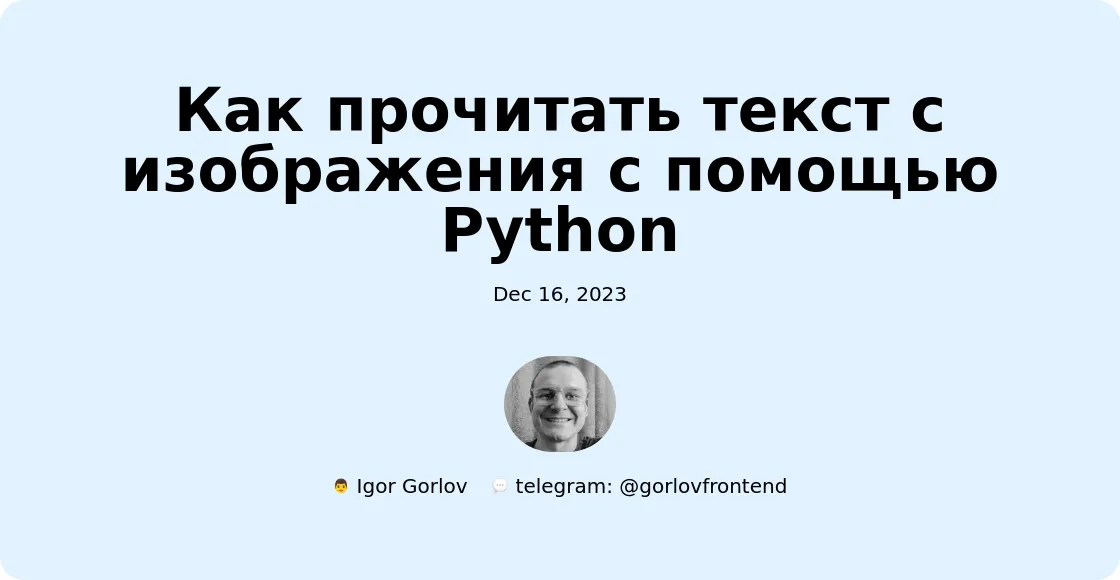 Как прочитать текст с
изображения с помощью
Python
Dec 16, 2023
👨 Igor Gorlov 💬 telegram: @gorlovfrontend